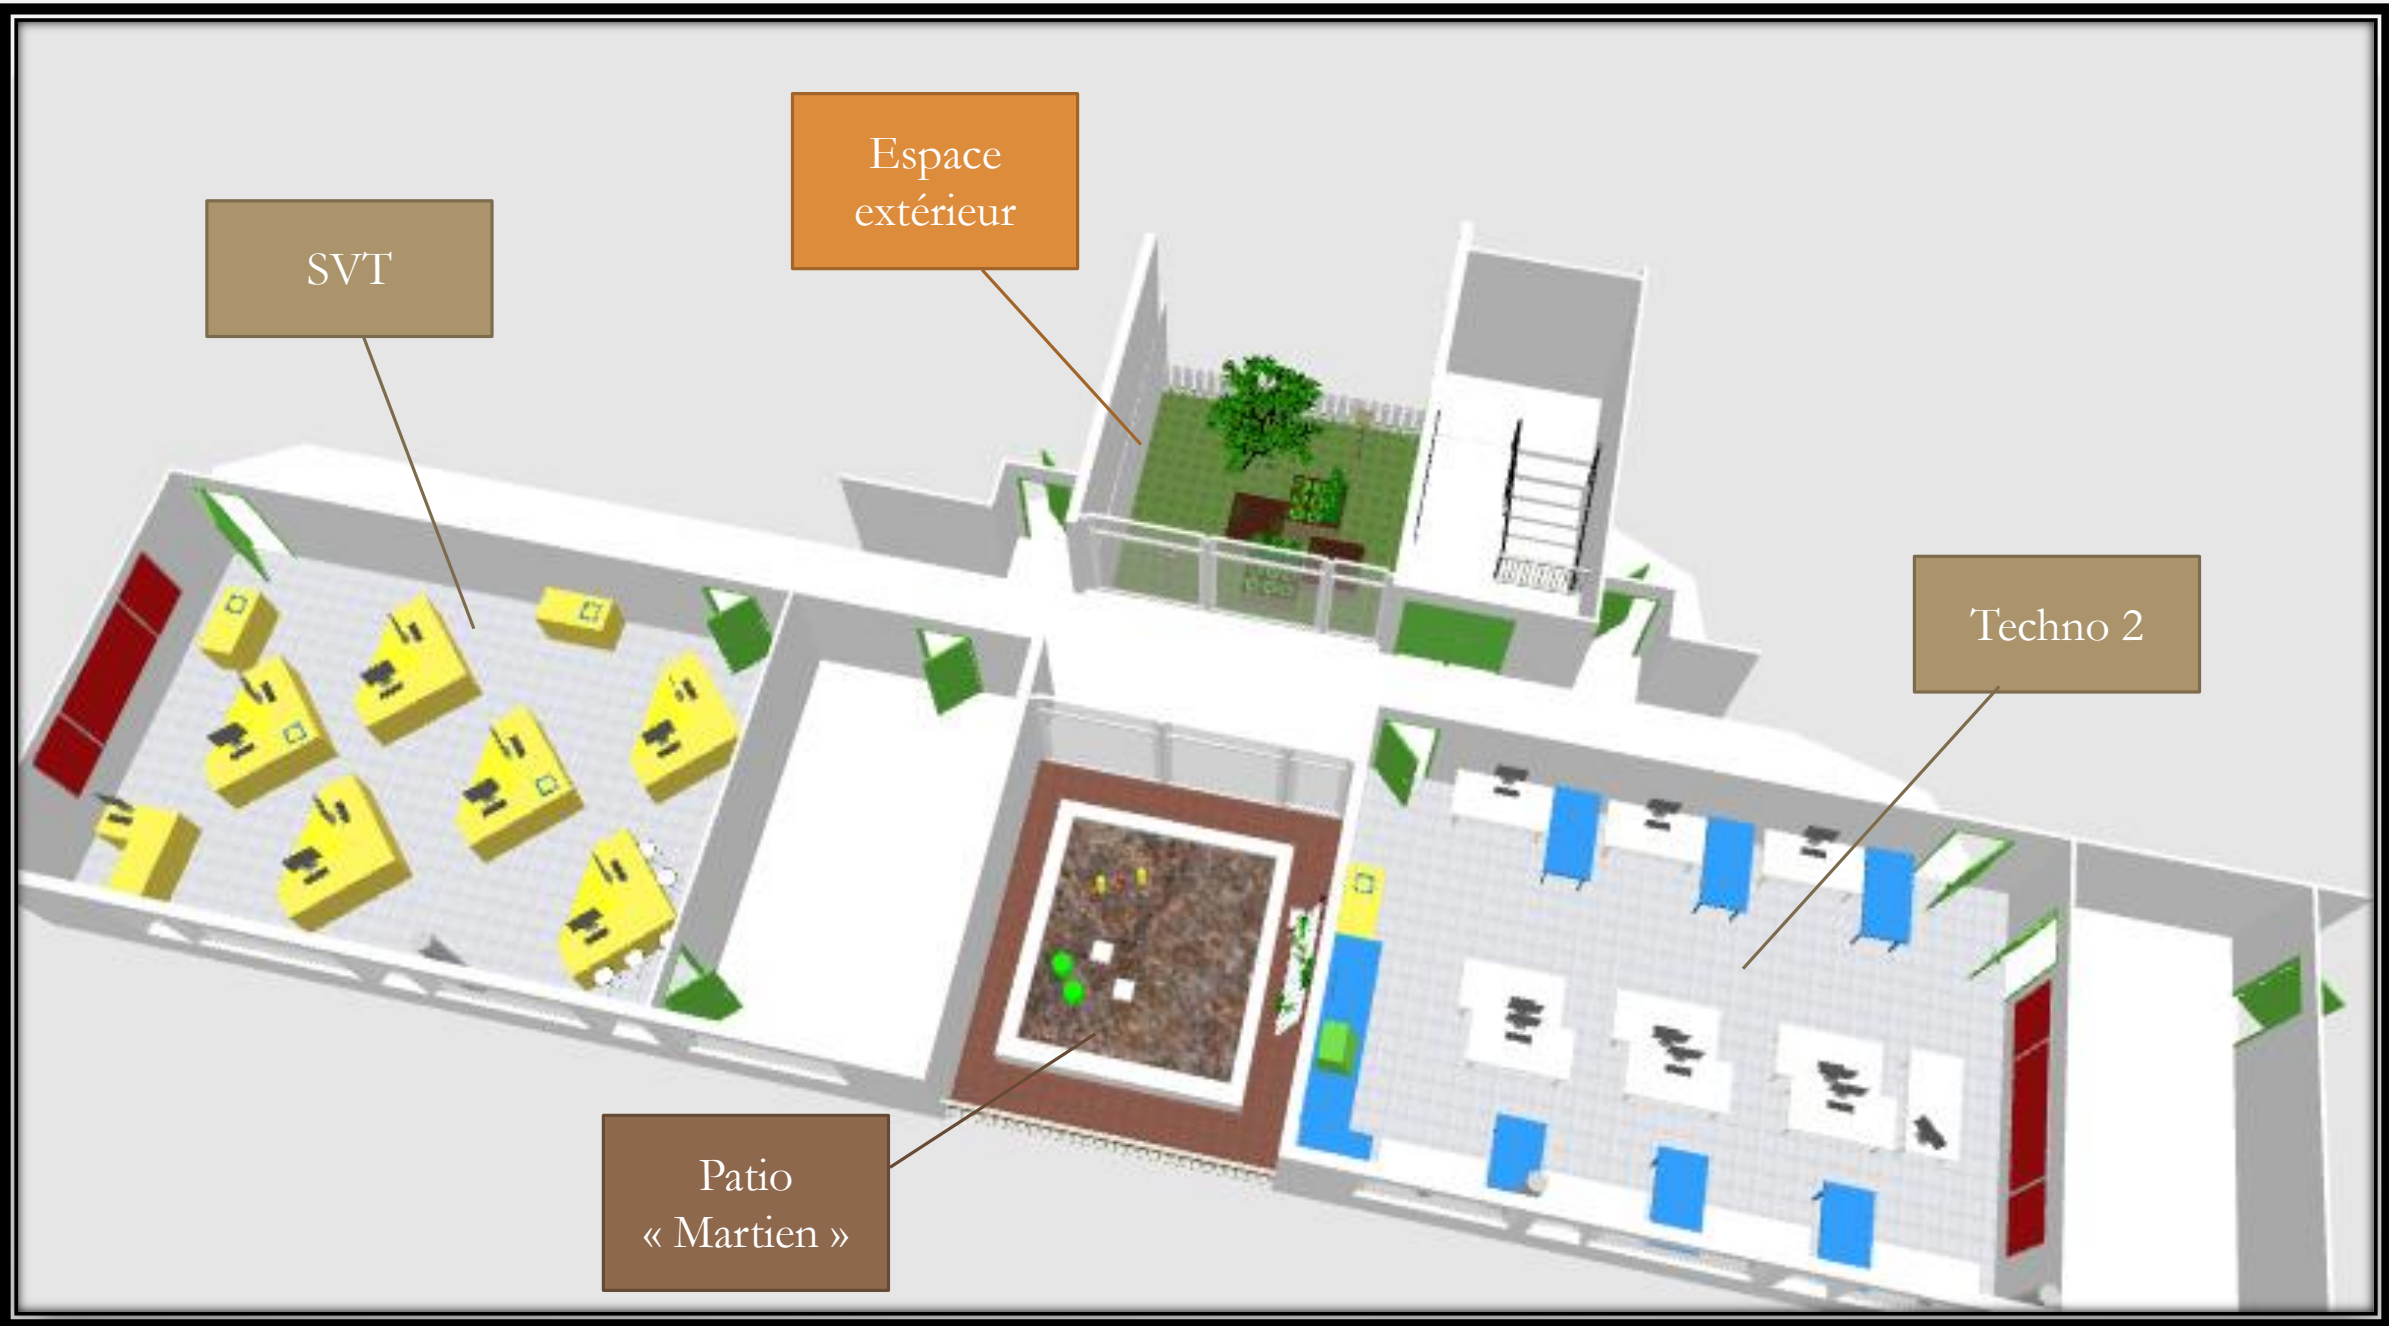 Espace
extérieur
SVT
Techno 2
Patio
« Martien »